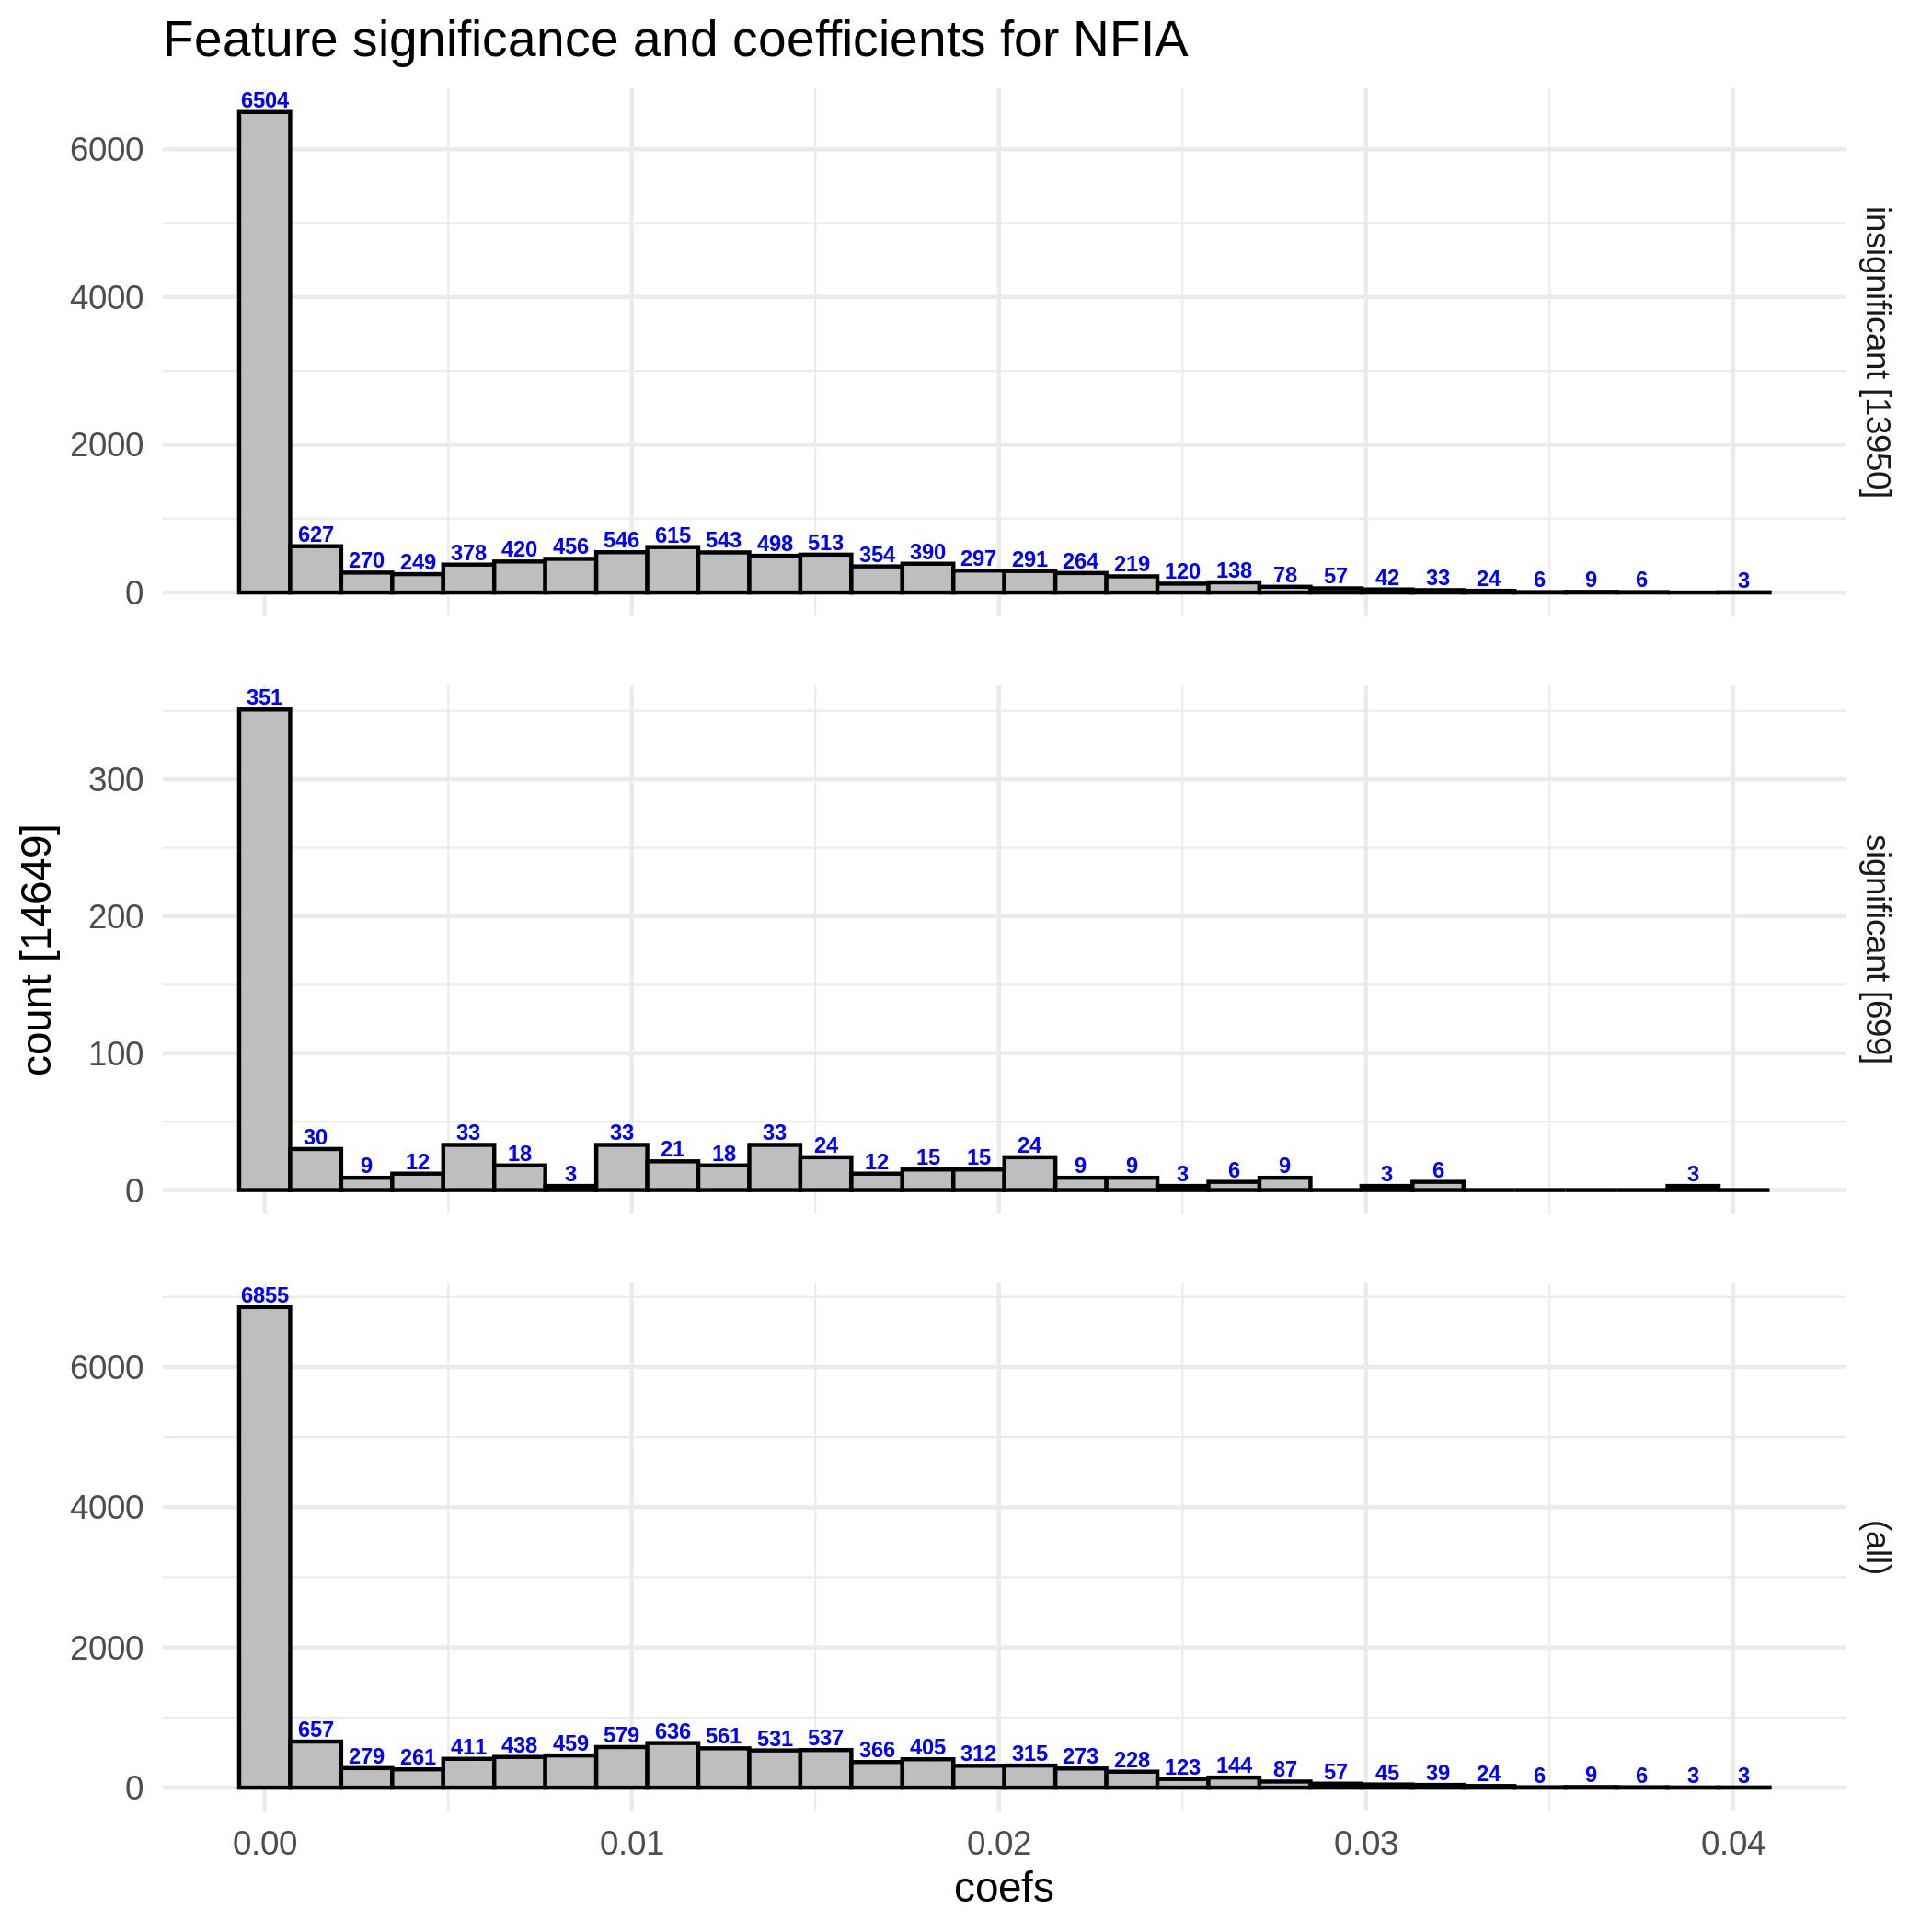 Feature significance and coefficients for NFIA
count [14649]
6000
4000
2000
0
6504
627 270 249 378 420 456 546 615 543 498 513 354 390 297 291 264 219 120 138 78 57 42 33 24 6 9 6 3
insignificant [13950]
300
200
100
0
351
30 9 12 33 18 3 33 21 18 33 24 12 15 15 24 9 9 3 6 9 3 6 3
significant [699]
6000
4000
2000
0
6855
657 279 261 411 438 459 579 636 561 531 537 366 405 312 315 273 228 123 144 87 57 45 39 24 6 9 6 3 3
(all)
0.00 0.01 0.02 0.03 0.04
coefs